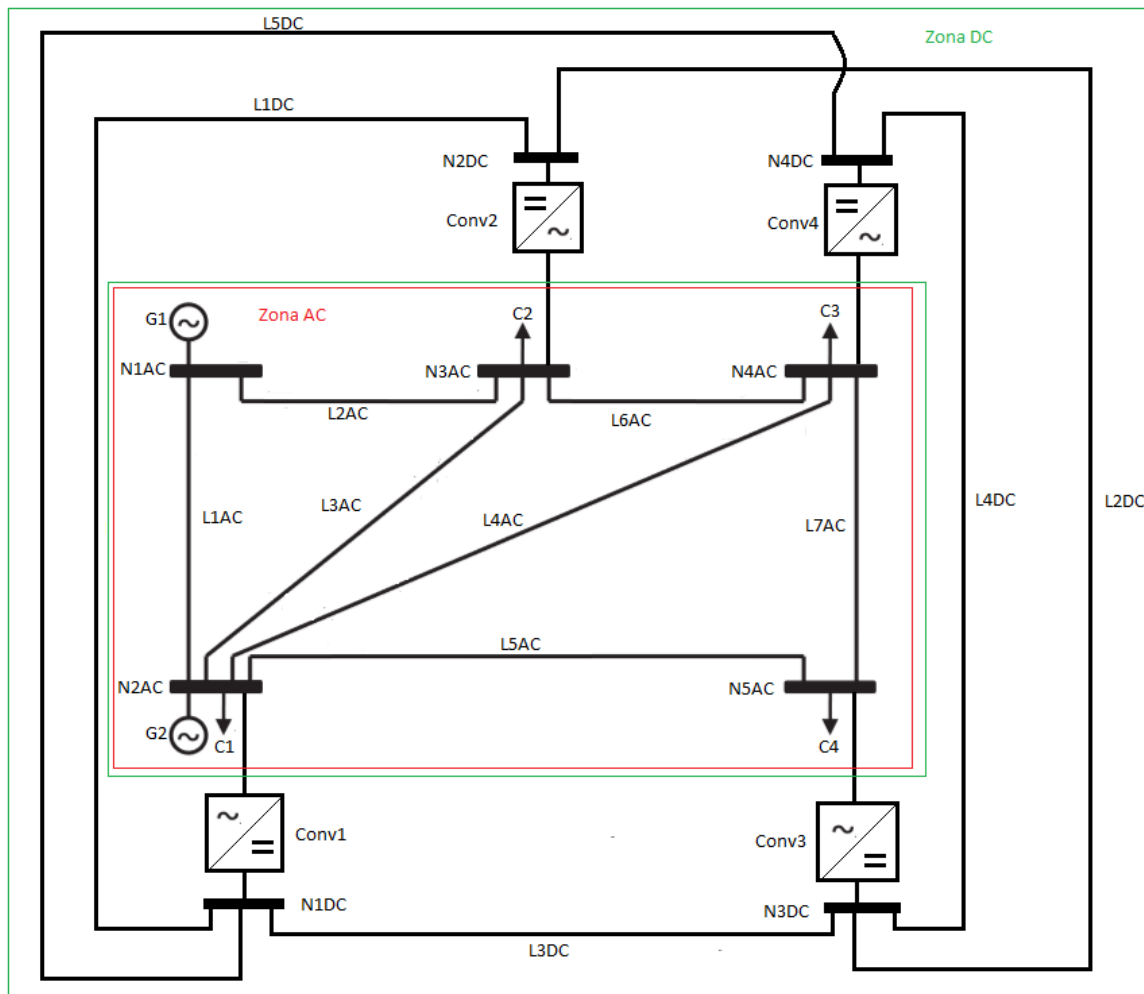 L5DC
Zona DC
L1DC
N2DC
N4DC
Conv2
Conv4
G1
Zona AC
C2
C3
N1AC
N3AC
N4AC
L2AC
L6AC
L3AC
L4AC
L1AC
L7AC
L4DC
L2DC
L5AC
N2AC
N5AC
G2
C1
C4
Conv1
Conv3
N1DC
N3DC
L3DC